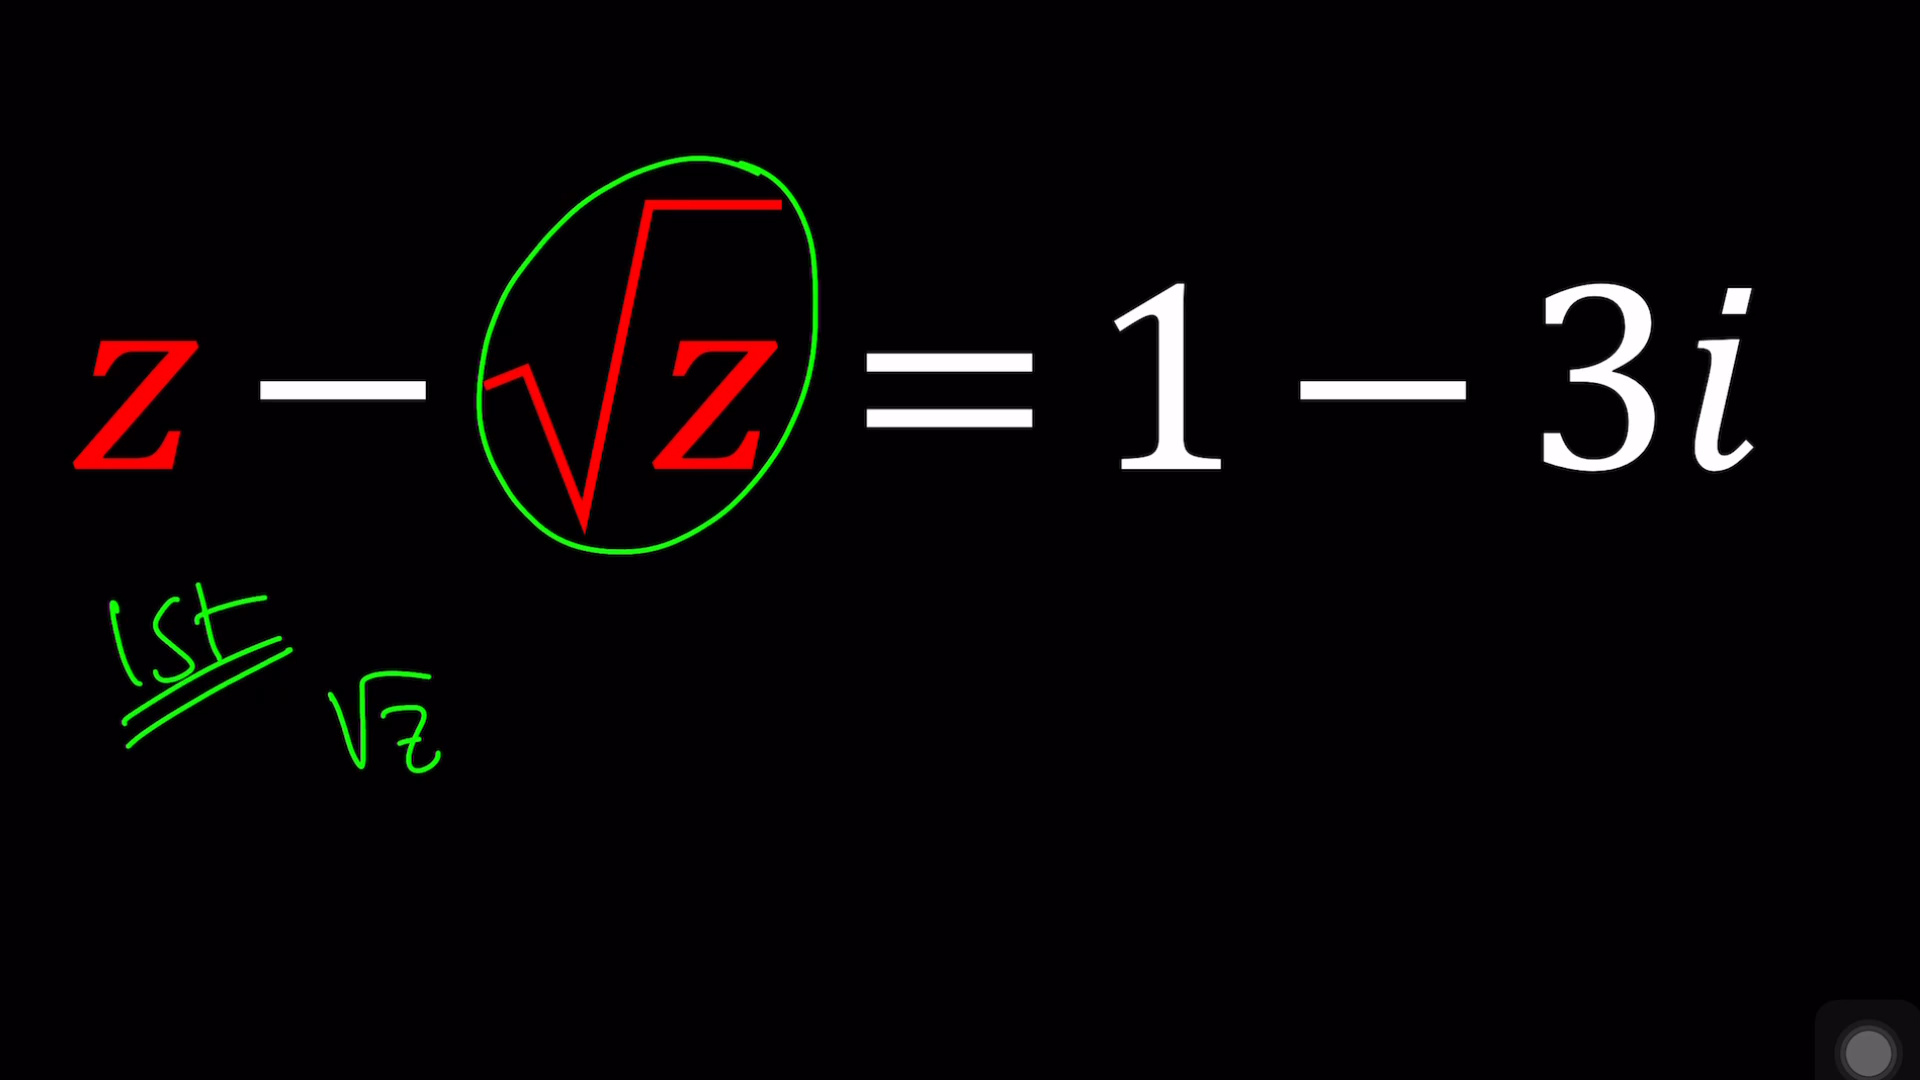 z − √z = 1 − 3i
1st
√z